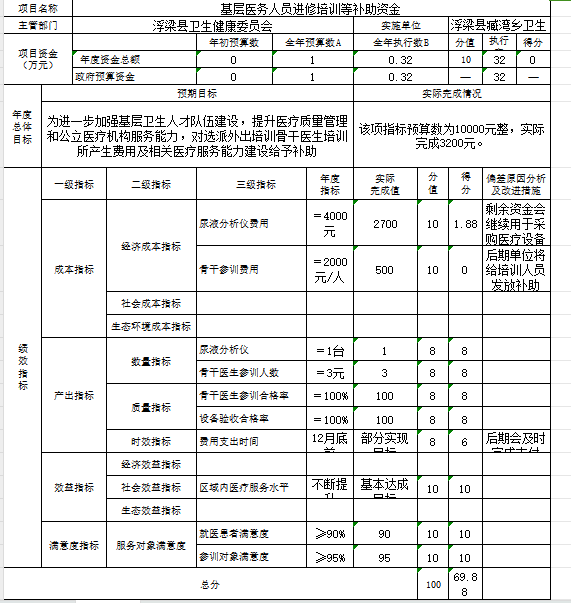 项目名称 基层医务人员进修培训等补助资金
主管部门 浮梁县卫生健康委员会 实施单位 浮梁县臧湾乡卫生
项目资金（万元） 年初预算数 全年预算数A 全年执行数B 分值 执行 得分
年度资金总额 0 1 0.32 10 32 0
政府预算资金 0 1 0.32 — 32 —
年度总体目标 预期目标 实际完成情况
为进一步加强基层卫生人才队伍建设，提升医疗质量管理
和公立医疗机构服务能力，对选派外出培训骨干医生培训
所产生费用及相关医疗服务能力建设给予补助
该项指标预算数为10000元整，实际
完成3200元。
绩效指标 一级指标 二级指标 三级指标 年度指标 实际完成值 分值 得分 偏差原因分析及改进措施
成本指标 经济成本指标 尿液分析仪费用 ＝4000元 2700 10 1.88 剩余资金会继续用于采购医疗设备
骨干参训费用 ＝2000元/人 500 10 0 后期单位将给培训人员发放补助
社会成本指标
生态环境成本指标
产出指标 数量指标 尿液分析仪 ＝1台 1 8 8
骨干医生参训人数 ＝3元 3 8 8
质量指标 骨干医生参训合格率 ＝100% 100 8 8
设备验收合格率 ＝100% 100 8 8
时效指标 费用支出时间 12月底前 部分实现目标 8 6 后期会及时完成支付
效益指标 经济效益指标
社会效益指标 区域内医疗服务水平 不断提升 基本达成目标 10 10
生态效益指标
满意度指标 服务对象满意度 就医患者满意度 ≥90% 90 10 10
参训对象满意度 ≥95% 95 10 10
总分 100 69.88